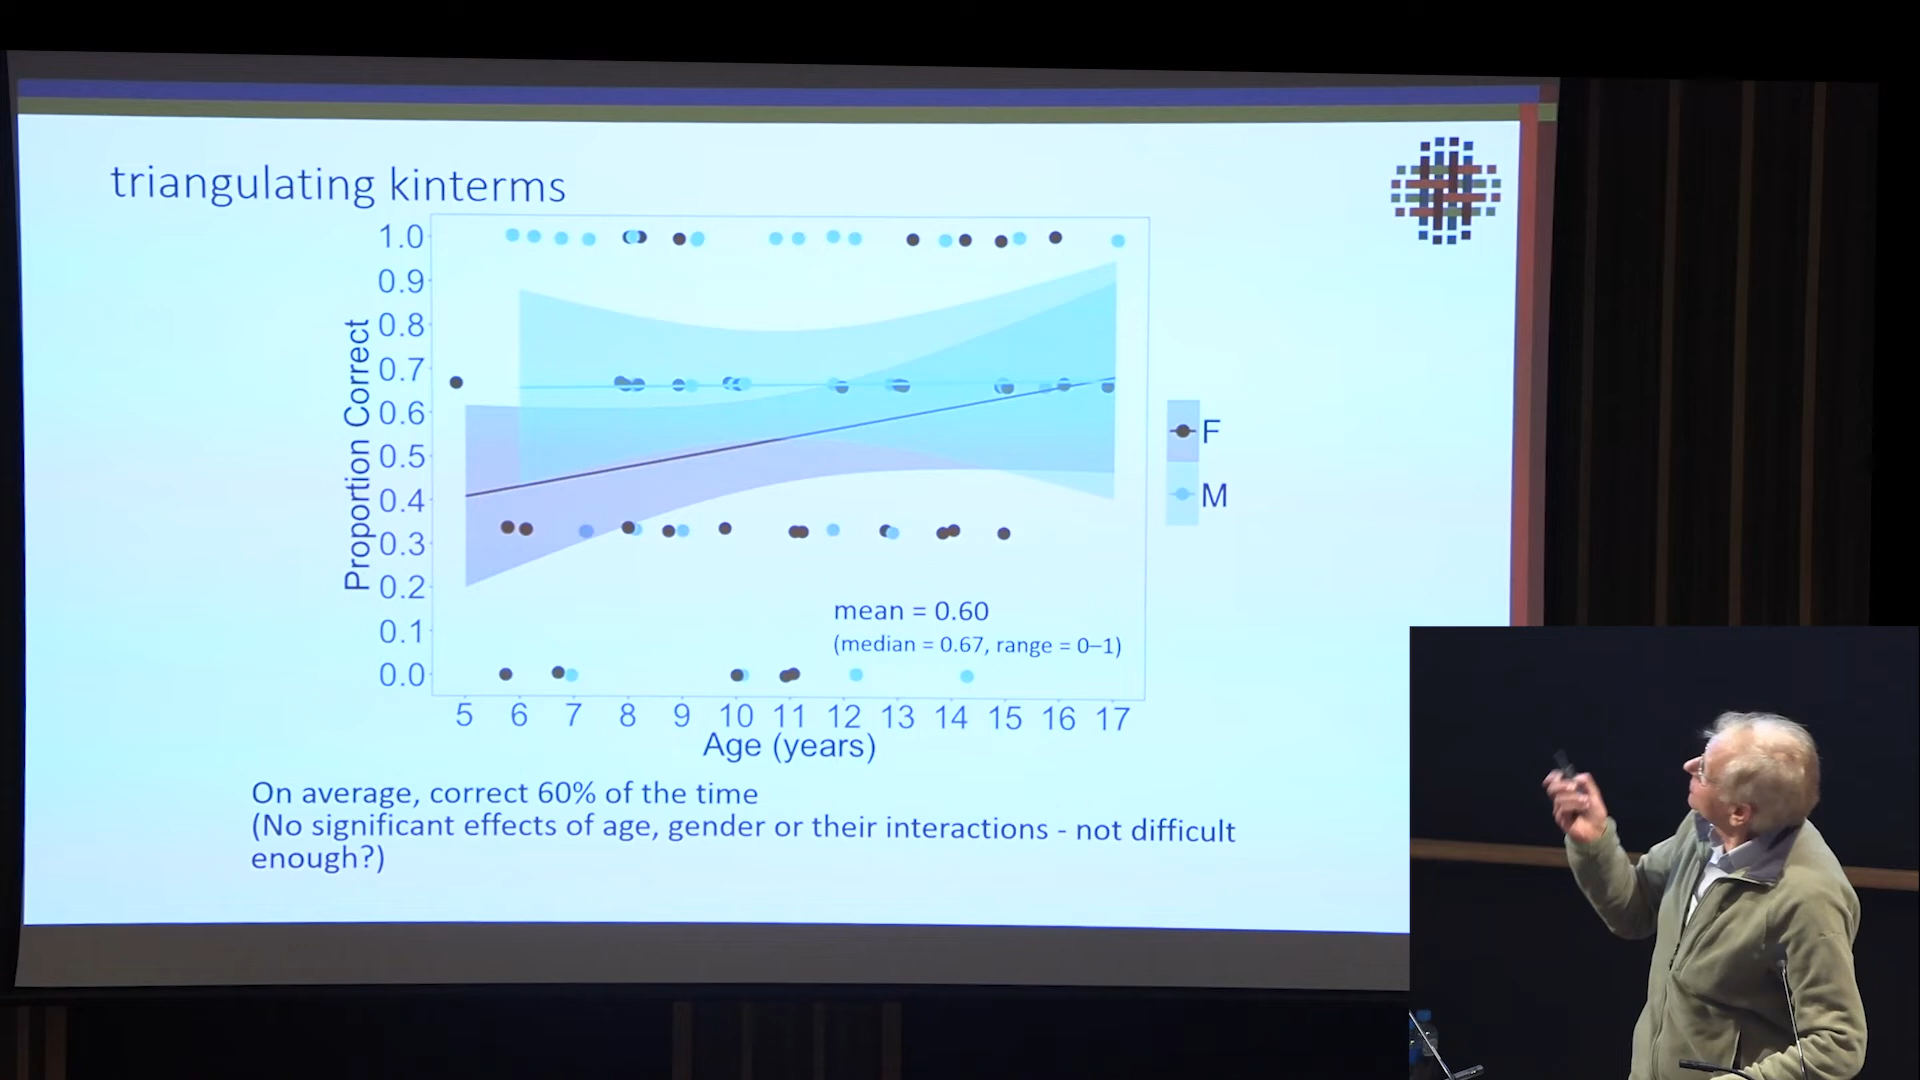 triangulating kinterms
1.0
0.9
0.8
0.7
0.6
0.5
0.4
0.3
0.2
0.1
0.0
Proportion Correct
F
M
mean = 0.60
(median = 0.67, range = 0–1)
5 6 7 8 9 10 11 12 13 14 15 16 17
Age (years)
On average, correct 60% of the time
(No significant effects of age, gender or their interactions - not difficult
enough?)